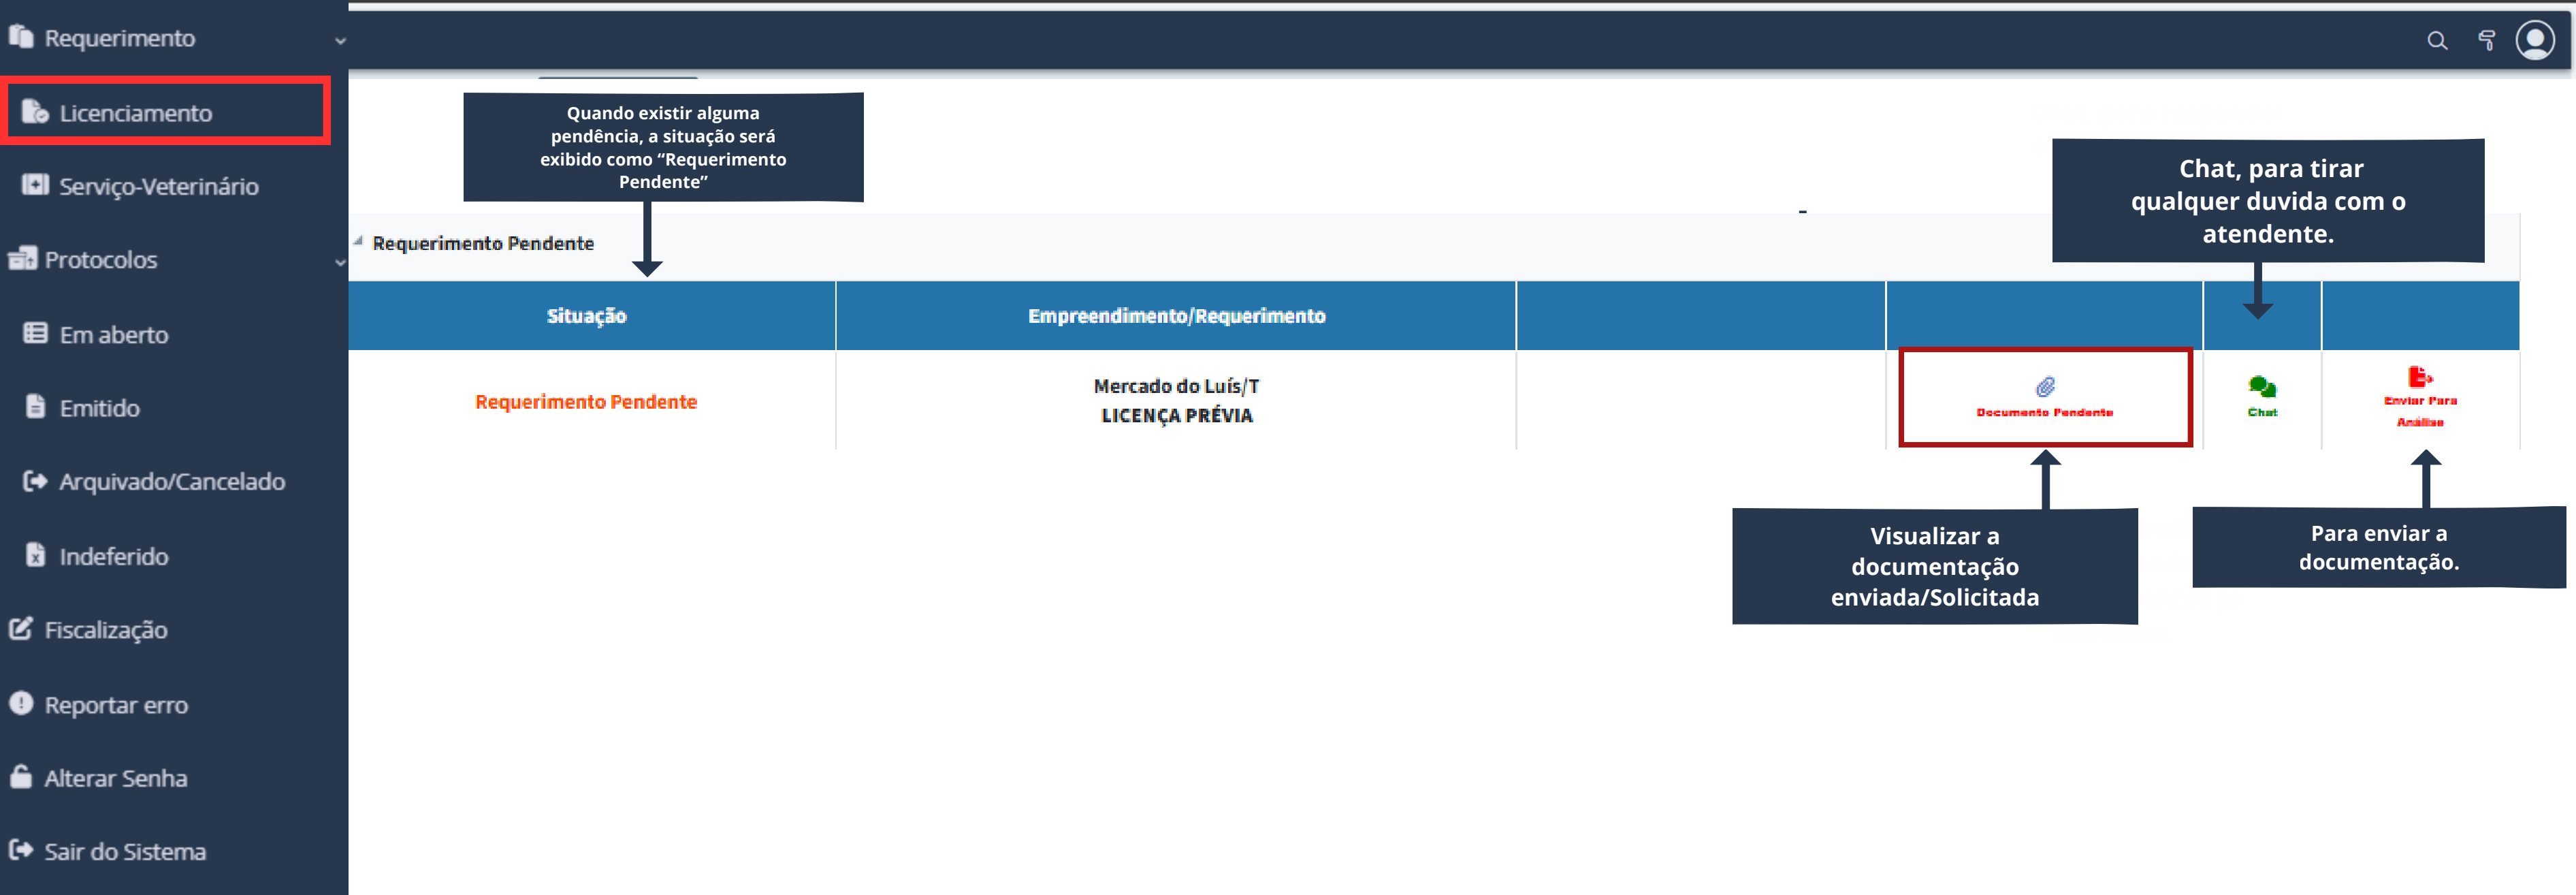 Requerimento
Licenciamento
Serviço-Veterinário
Protocolos
Em aberto
Emitido
Arquivado/Cancelado
Indeferido
Fiscalização
Reportar erro
Alterar Senha
Sair do Sistema
Quando existir alguma
pendência, a situação será
exibido como “Requerimento
Pendente”
Chat, para tirar
qualquer duvida com o
atendente.
Requerimento Pendente
Situação
Empreendimento/Requerimento
Requerimento Pendente
Mercado do Luís/T
LICENÇA PRÉVIA
Documento Pendente
Chat
Enviar Para
Análise
Visualizar a
documentação
enviada/Solicitada
Para enviar a
documentação.